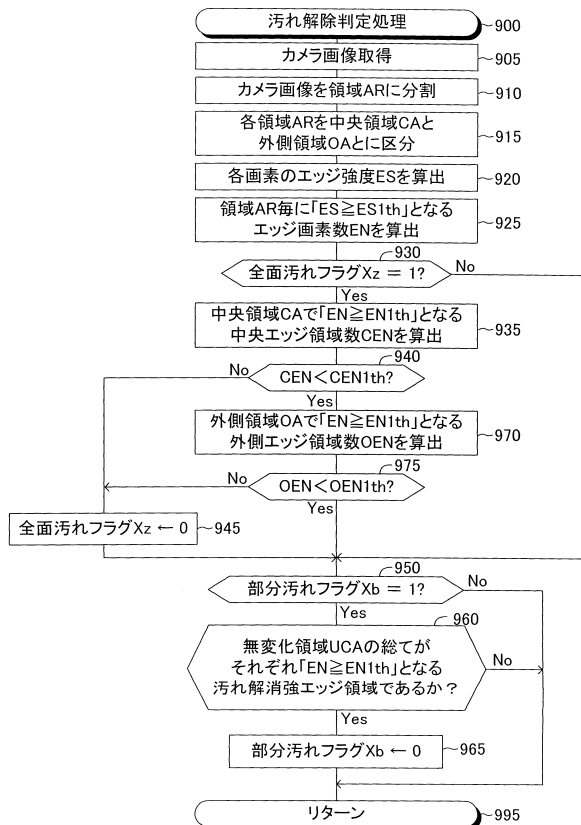 汚れ解除判定処理
900
カメラ画像取得
905
カメラ画像を領域ARに分割
910
各領域ARを中央領域CAと
外側領域OAとに区分
915
各画素のエッジ強度ESを算出
920
領域AR毎に「ES≧ES1th」となる
エッジ画素数ENを算出
925
930
全面汚れフラグXz = 1?
No
Yes
中央領域CAで「EN≧EN1th」となる
中央エッジ領域数CENを算出
935
940
No
CEN<CEN1th?
Yes
外側領域OAで「EN≧EN1th」となる
外側エッジ領域数OENを算出
970
975
No
OEN<OEN1th?
Yes
全面汚れフラグXz ← 0
945
950
部分汚れフラグXb = 1?
No
Yes
960
無変化領域UCAの総てが
それぞれ「EN≧EN1th」となる
汚れ解消強エッジ領域であるか?
No
Yes
部分汚れフラグXb ← 0
965
リターン
995